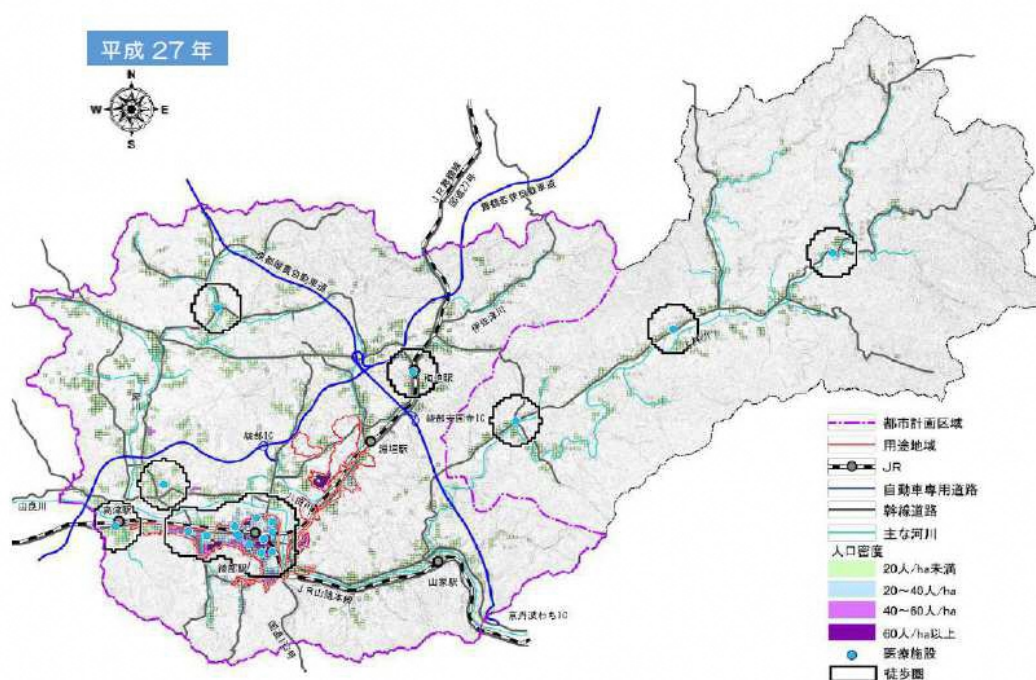 平成 27 年
N
W E
S
JR舞鶴線
国道27号
舞鶴若狭自動車道
京都縦貫自動車道
伊佐津川
梅迫駅
綾部安国寺IC
綾部IC
淵垣駅
由良川
高津駅
綾部駅
JR山陰本線
山家駅
京丹波わちIC
都市計画区域
用途地域
JR
自動車専用道路
幹線道路
主な河川
人口密度
20人/ha未満
20～40人/ha
40～60人/ha
60人/ha以上
医療施設
徒歩圏